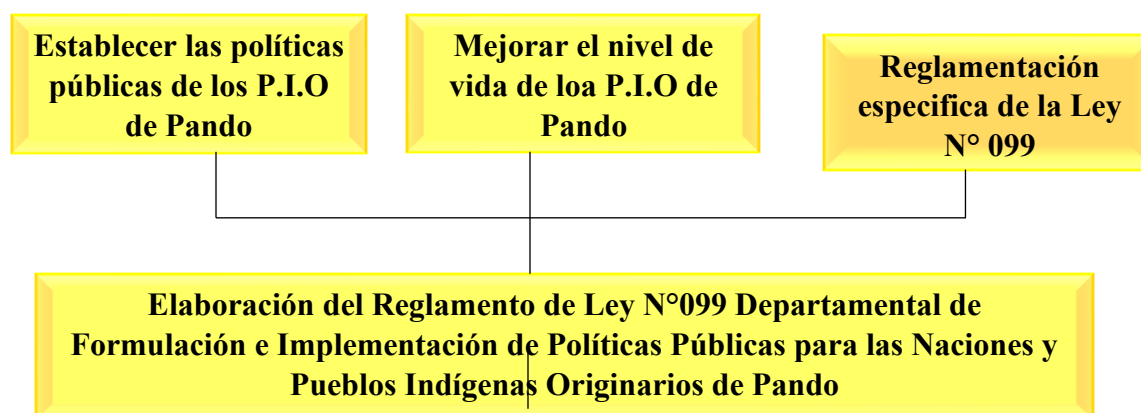 Establecer las políticas
públicas de los P.I.O
de Pando
Mejorar el nivel de
vida de loa P.I.O de
Pando
Reglamentación
especifica de la Ley
N° 099
Elaboración del Reglamento de Ley N°099 Departamental de
Formulación e Implementación de Políticas Públicas para las Naciones y
Pueblos Indígenas Originarios de Pando